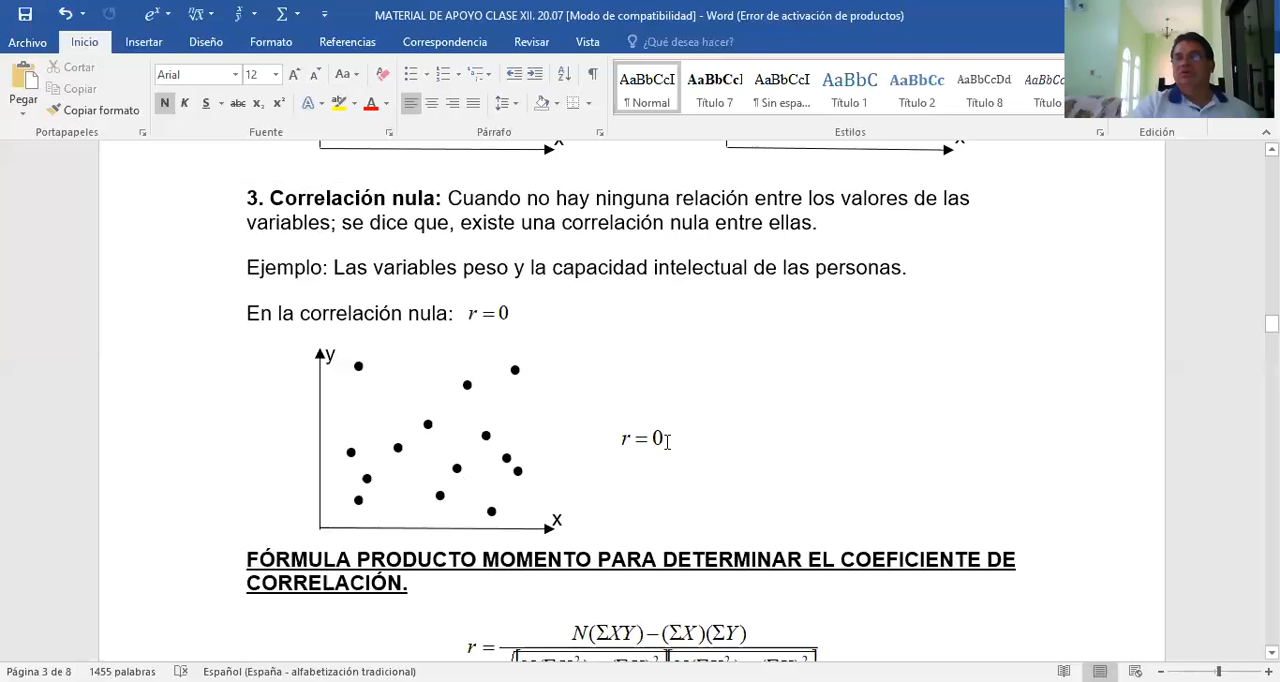 MATERIAL DE APOYO CLASE XII. 20.07 [Modo de compatibilidad] - Word (Error de activación de productos)
Archivo Inicio Insertar Diseño Formato Referencias Correspondencia Revisar Vista ¿Qué desea hacer?
Pegar
Cortar
Copiar
Copiar formato
Arial 12
AaBbCcI AaBbCcl AaBbCcI AaBbC AaBbCc AaBbCcDd AaBbCc
¶ Normal Título 7 ¶ Sin espa... Título 1 Título 2 Título 8 Título
Portapapeles Fuente Párrafo Estilos Edición
3. Correlación nula: Cuando no hay ninguna relación entre los valores de las
variables; se dice que, existe una correlación nula entre ellas.
Ejemplo: Las variables peso y la capacidad intelectual de las personas.
En la correlación nula: r = 0
y
r = 0
x
FÓRMULA PRODUCTO MOMENTO PARA DETERMINAR EL COEFICIENTE DE
CORRELACIÓN.
N(ΣXY) – (ΣX)(ΣY)
r =
Página 3 de 8 1455 palabras Español (España - alfabetización tradicional)